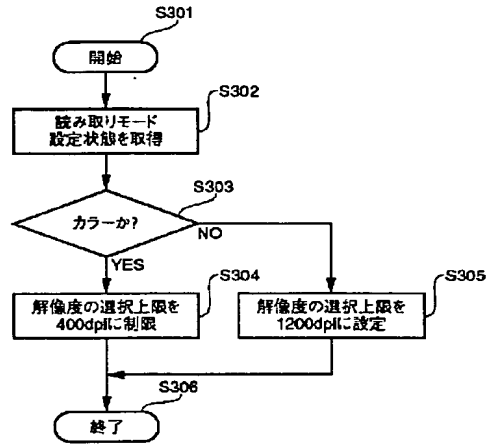 S301
開始
S302
読み取りモード
設定状態を取得
S303
カラーか?
NO
YES
S304
解像度の選択上限を
400dpiに制限
S305
解像度の選択上限を
1200dpiに設定
S306
終了